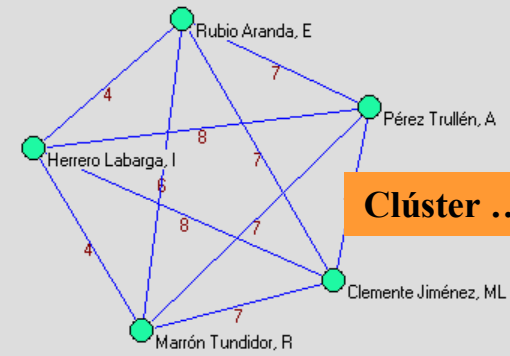 Rubio Aranda, E
7
4
Pérez Trullén, A
8
Herrero Labarga, I
7
6
Clúster ...
8
7
4
Clemente Jiménez, ML
7
Marrón Tundidor, R